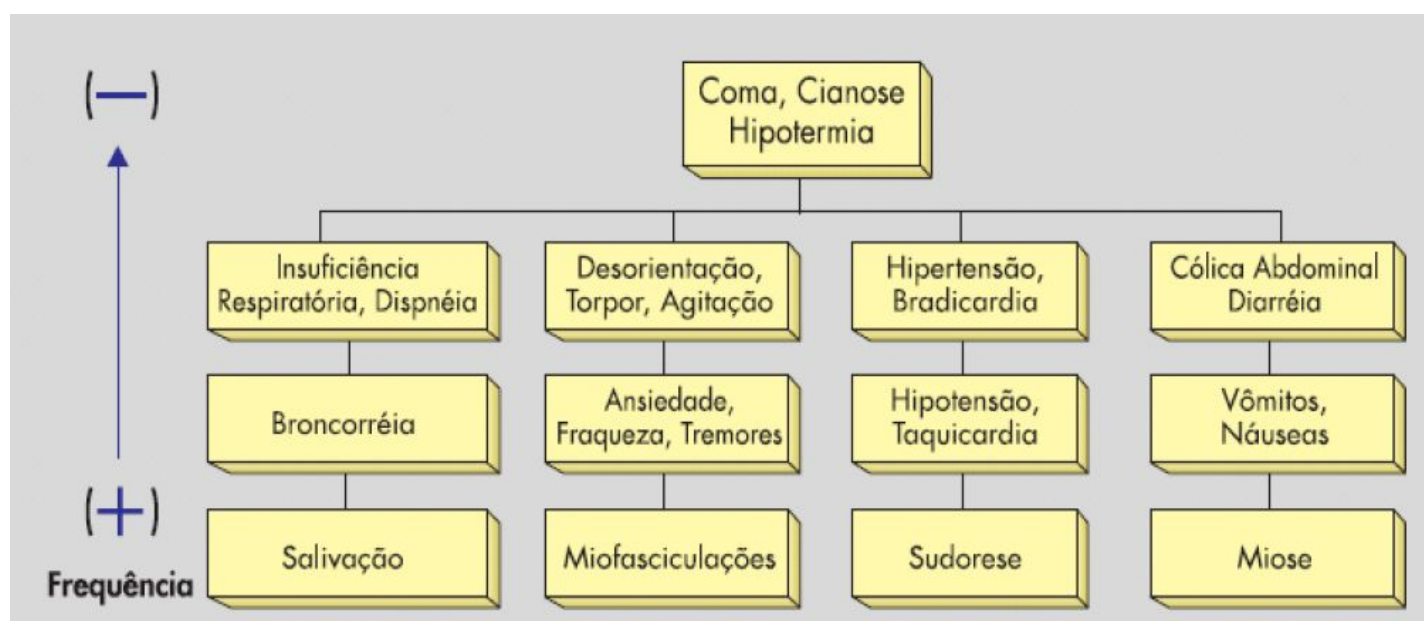 (—)
Coma, Cianose
Hipotermia
Insuficiência
Respiratória, Dispnéia
Desorientação,
Torpor, Agitação
Hipertensão,
Bradicardia
Cólica Abdominal
Diarréia
Broncorréia
Ansiedade,
Fraqueza, Tremores
Hipotensão,
Taquicardia
Vômitos,
Náuseas
(+)
Frequência
Salivação
Miofasciculações
Sudorese
Miose